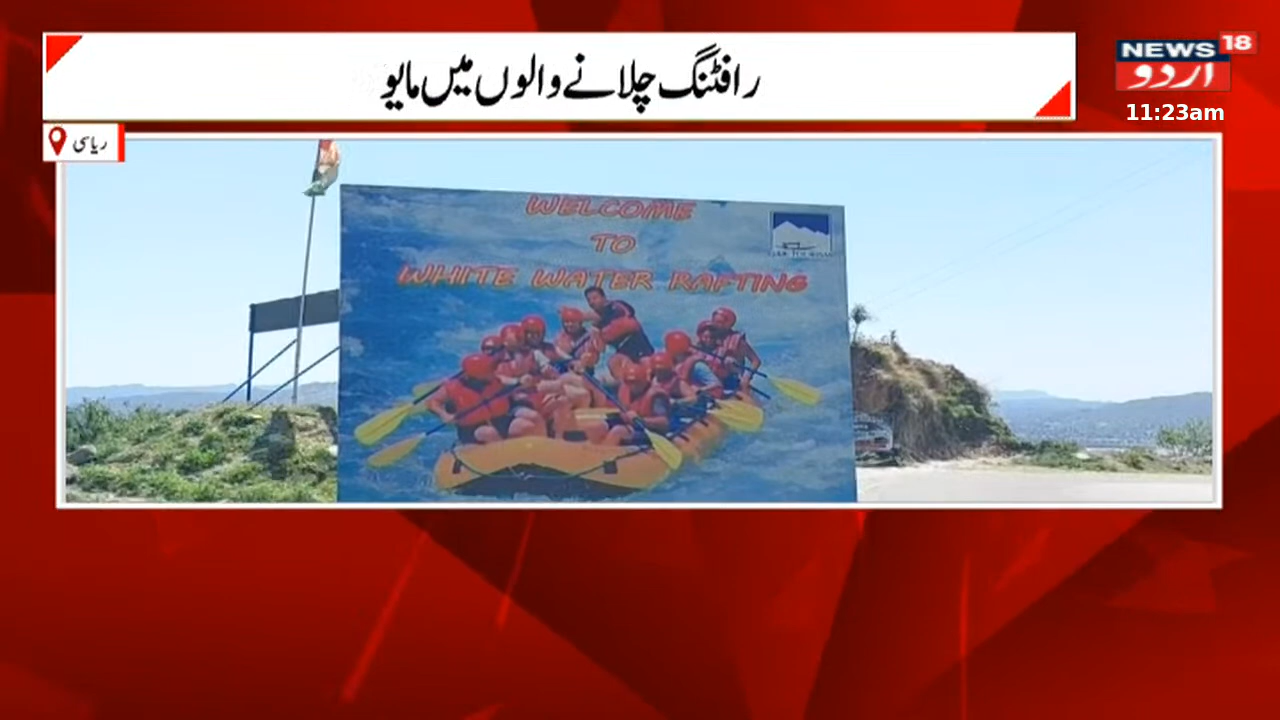 رافٹنگ چلانے والوں میں مایو
NEWS 18
اردو
11:23am
ریاسی
WELCOME
TO
WHITE WATER RAFTING